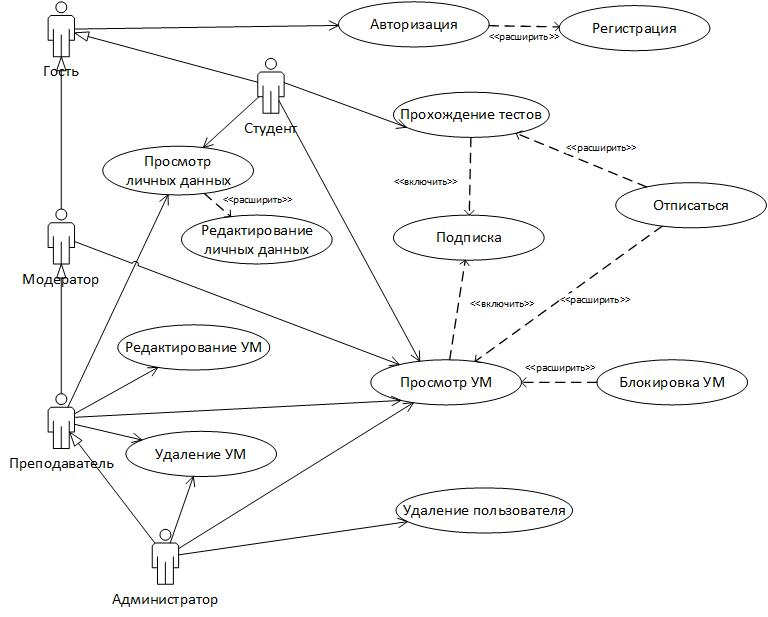 Авторизация
Регистрация
<<расширить>>
Гость
Студент
Прохождение тестов
<<расширить>>
Просмотр
личных данных
<<включить>>
<<расширить>>
Отписаться
Редактирование
личных данных
Подписка
Модератор
<<включить>>
<<расширить>>
Редактирование УМ
<<расширить>>
Просмотр УМ
Блокировка УМ
Преподаватель
Удаление УМ
Удаление пользователя
Администратор